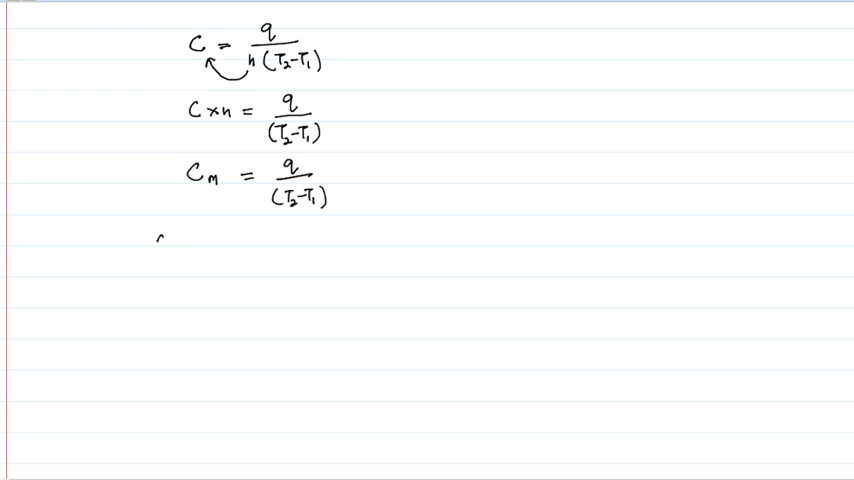 C = q / n(T₂-T₁)
C×n = q / (T₂-T₁)
Cₘ = q / (T₂-T₁)